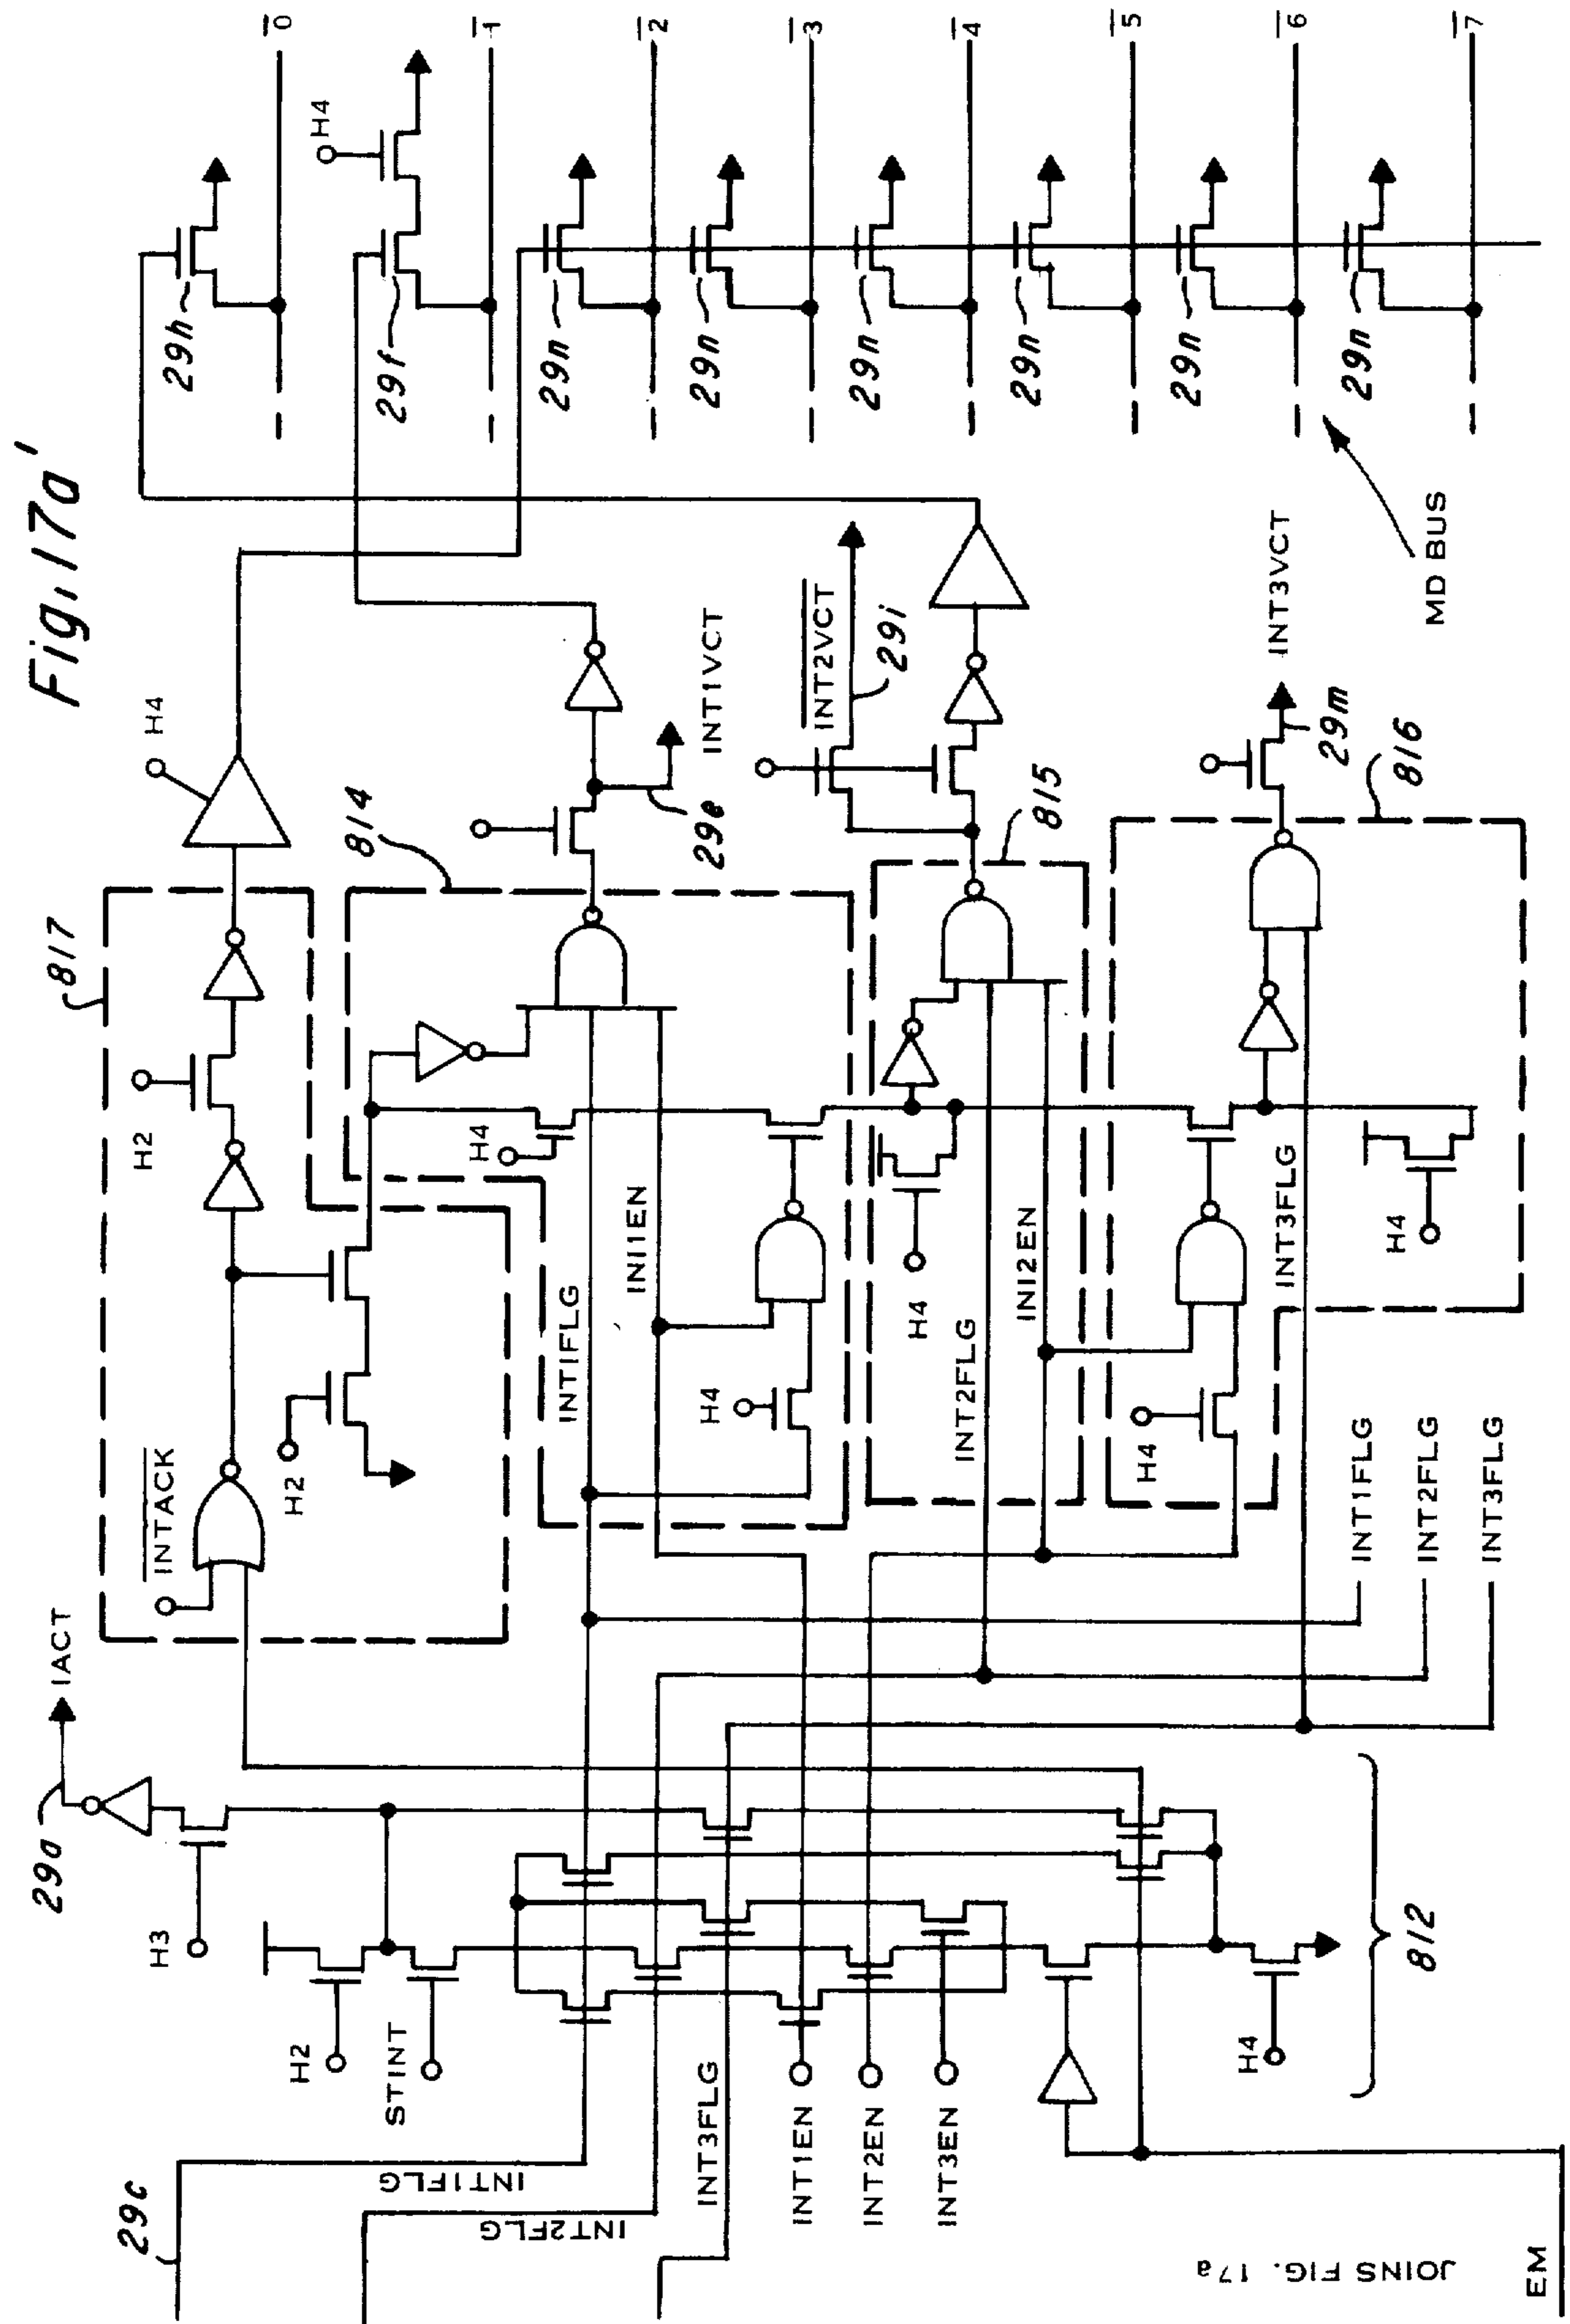 Fig. 17a'
29a
IACT
INTACK
817
H2
H4
H3
H2
H2
STINT
29c
INT1FLG
INT2FLG
INT3FLG
INT1EN
INT2EN
INT3EN
H4
812
EM
JOINS FIG. 17a
814
H4
INT1FLG
INI1EN
H4
29e
INT1VCT
INT2VCT
29i
815
H4
INT2FLG
INI2EN
H4
INT3FLG
H4
816
29m
INT3VCT
INT1FLG
INT2FLG
INT3FLG
MD BUS
29h
0
H4
29f
1
29n
2
29n
3
29n
4
29n
5
29n
6
29n
7